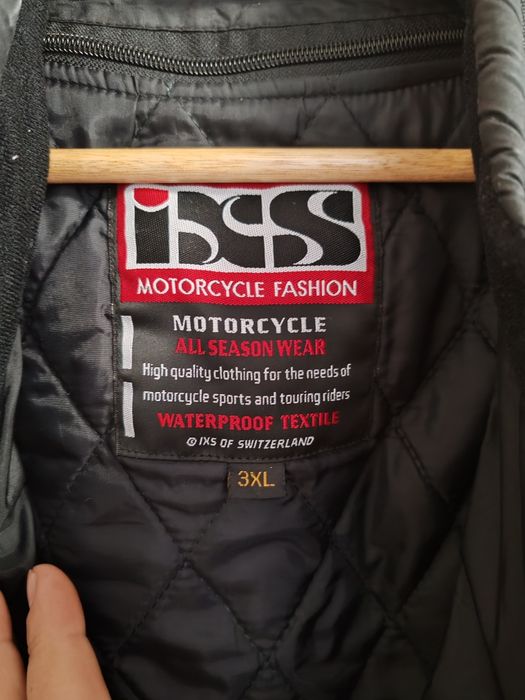 iXS
MOTORCYCLE FASHION
MOTORCYCLE
ALL SEASON WEAR
High quality clothing for the needs of
motorcycle sports and touring riders
WATERPROOF TEXTILE
© IXS OF SWITZERLAND
3XL